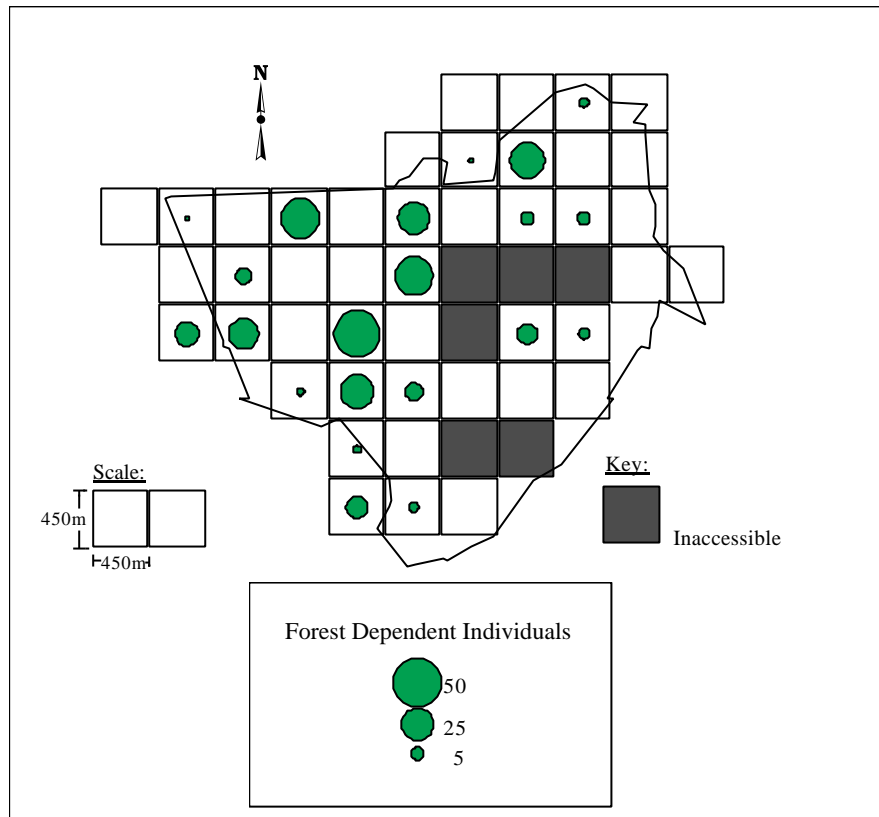 N
Scale:
450m
450m
Key:
Inaccessible
Forest Dependent Individuals
50
25
5